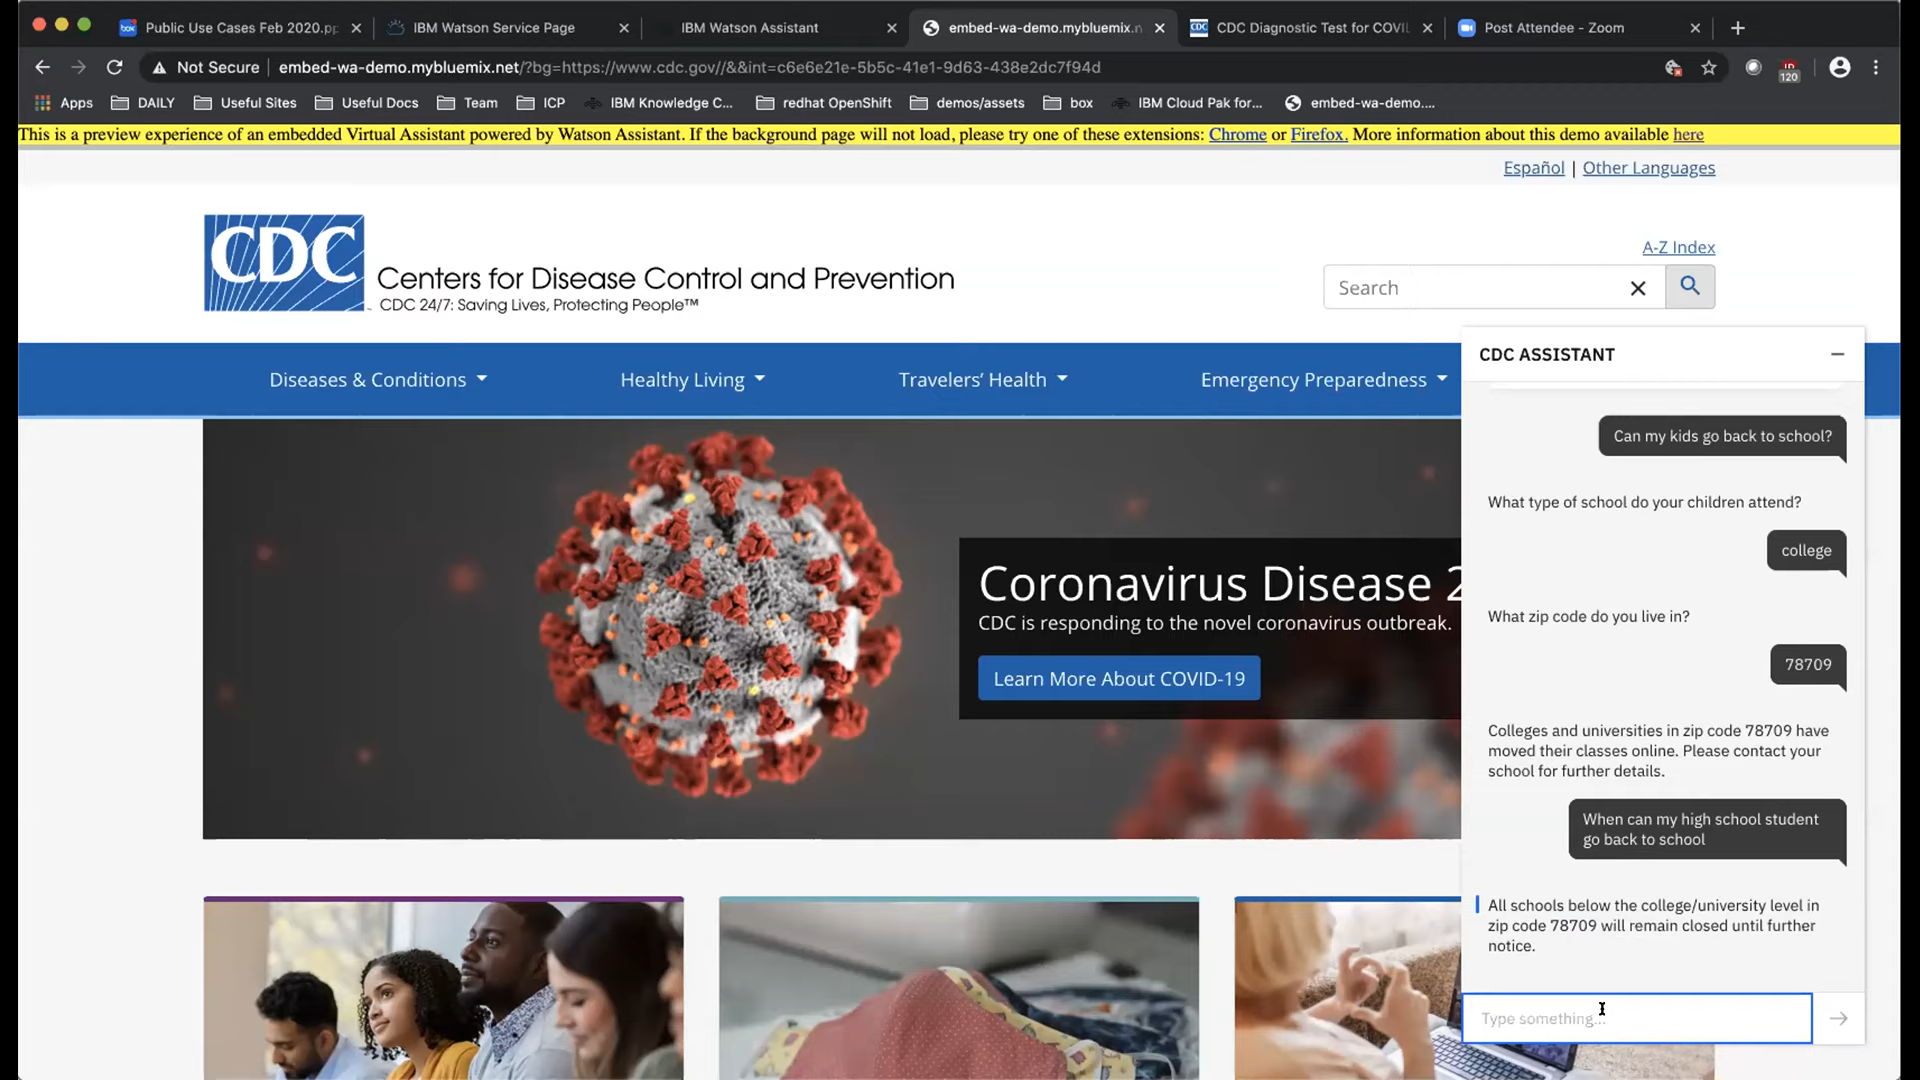 Public Use Cases Feb 2020.pp
IBM Watson Service Page
IBM Watson Assistant
embed-wa-demo.mybluemix.n
CDC Diagnostic Test for COVI
Post Attendee - Zoom
Not Secure | embed-wa-demo.mybluemix.net/?bg=https://www.cdc.gov//&&int=c6e6e21e-5b5c-41e1-9d63-438e2dc7f94d
120
Apps DAILY Useful Sites Useful Docs Team ICP IBM Knowledge C... redhat OpenShift demos/assets box IBM Cloud Pak for... embed-wa-demo....
This is a preview experience of an embedded Virtual Assistant powered by Watson Assistant. If the background page will not load, please try one of these extensions: Chrome or Firefox. More information about this demo available here
Español | Other Languages
A-Z Index
CDC
Centers for Disease Control and Prevention
CDC 24/7: Saving Lives, Protecting People™
Search
Diseases & Conditions
Healthy Living
Travelers’ Health
Emergency Preparedness
Coronavirus Disease 2
CDC is responding to the novel coronavirus outbreak.
Learn More About COVID-19
CDC ASSISTANT
Can my kids go back to school?
What type of school do your children attend?
college
What zip code do you live in?
78709
Colleges and universities in zip code 78709 have
moved their classes online. Please contact your
school for further details.
When can my high school student
go back to school
All schools below the college/university level in
zip code 78709 will remain closed until further
notice.
Type something...